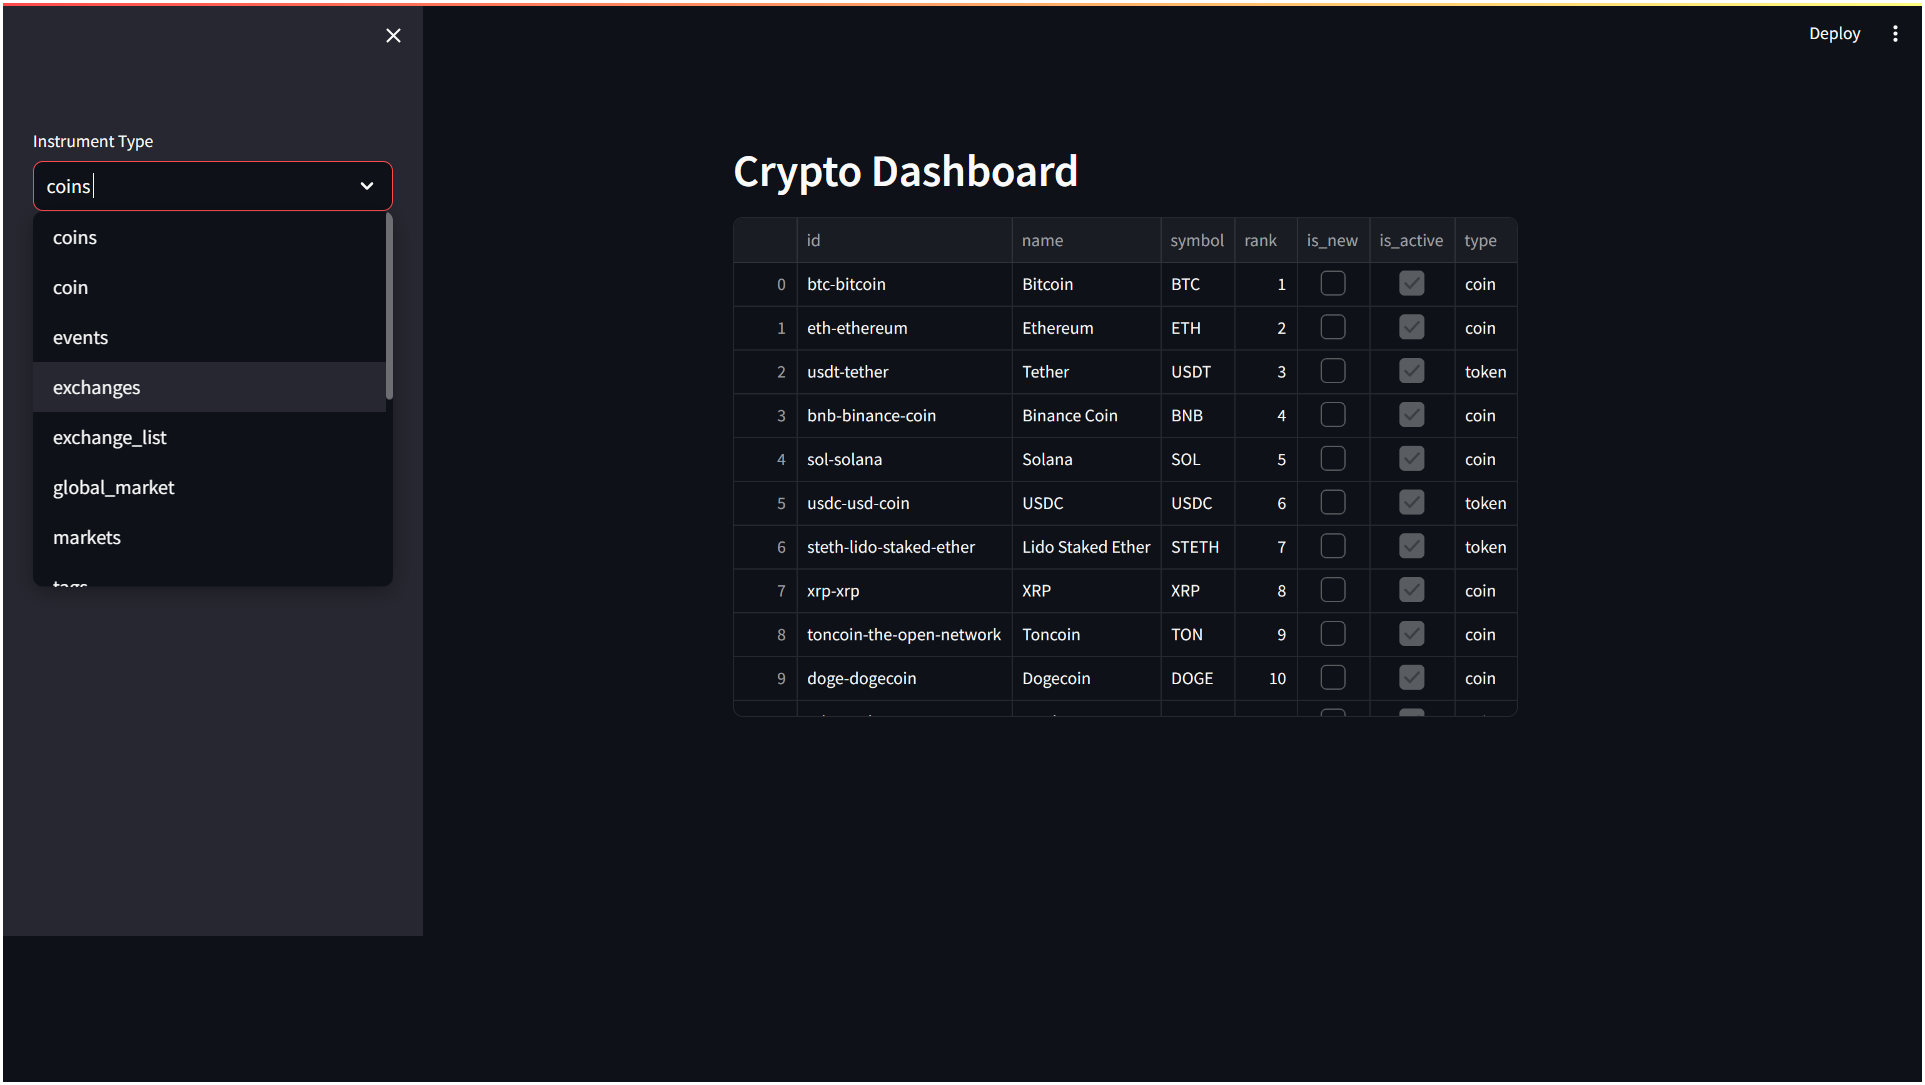 Deploy
Instrument Type
coins
coins
coin
events
exchanges
exchange_list
global_market
markets
tags
Crypto Dashboard
id name symbol rank is_new is_active type
0 btc-bitcoin Bitcoin BTC 1 coin
1 eth-ethereum Ethereum ETH 2 coin
2 usdt-tether Tether USDT 3 token
3 bnb-binance-coin Binance Coin BNB 4 coin
4 sol-solana Solana SOL 5 coin
5 usdc-usd-coin USDC USDC 6 token
6 steth-lido-staked-ether Lido Staked Ether STETH 7 token
7 xrp-xrp XRP XRP 8 coin
8 toncoin-the-open-network Toncoin TON 9 coin
9 doge-dogecoin Dogecoin DOGE 10 coin